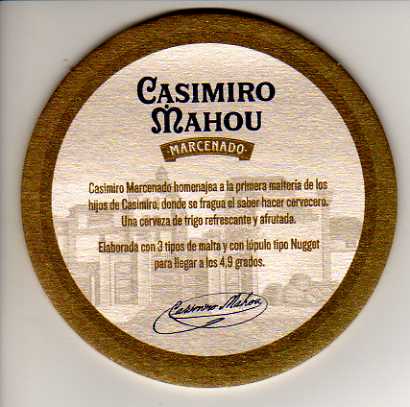 CASIMIRO
MAHOU
MARCENADO
Casimiro Marcenado homenajea a la primera maltería de los
hijos de Casimiro, donde se fragua el saber hacer cervecero.
Una cerveza de trigo refrescante y afrutada.
Elaborada con 3 tipos de malta y con lúpulo tipo Nugget
para llegar a los 4,9 grados.
Casimiro Mahou